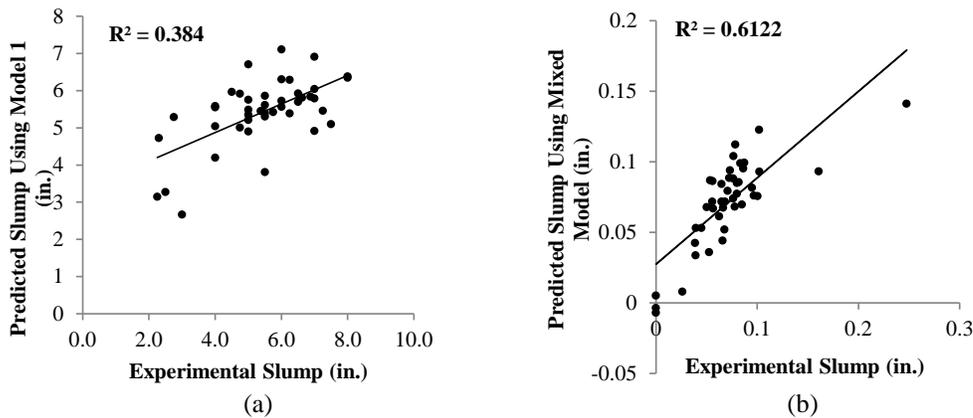 R² = 0.384
Predicted Slump Using Model 1
(in.)
8
7
6
5
4
3
2
1
0
0.0 2.0 4.0 6.0 8.0 10.0
Experimental Slump (in.)
(a)
R² = 0.6122
Predicted Slump Using Mixed
Model (in.)
0.2
0.15
0.1
0.05
0
-0.05
0 0.1 0.2 0.3
Experimental Slump (in.)
(b)